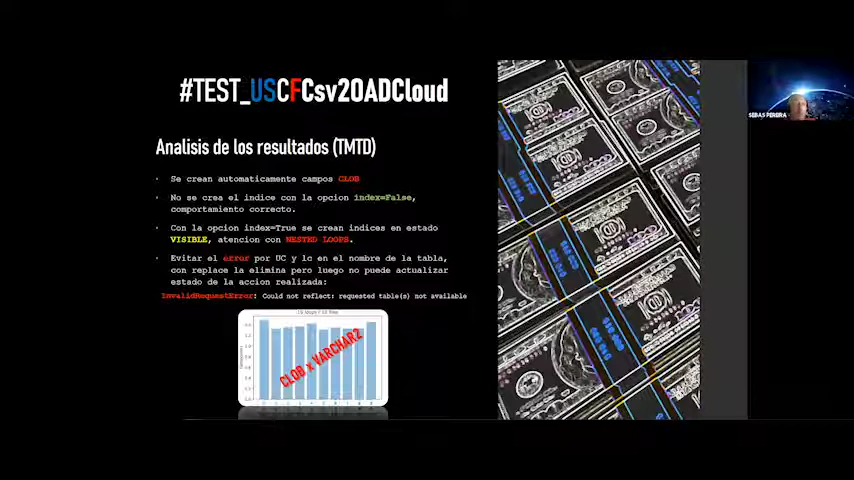 #TEST_USCFCsv20ADCloud
Analisis de los resultados (TMTD)
Se crean automaticamente campos CLOB
No se crea el indice con la opcion index=False,
comportamiento correcto.
Con la opcion index=True se crean indices en estado
VISIBLE, atencion con NESTED LOOPS.
Evitar el error por UC y lc en el nombre de la tabla,
con replace la elimina pero luego no puede actualizar
estado de la accion realizada:
InvalidRequestError: Could not reflect: requested table(s) not available
CLOB x VARCHAR2
SEBAS PEREIRA